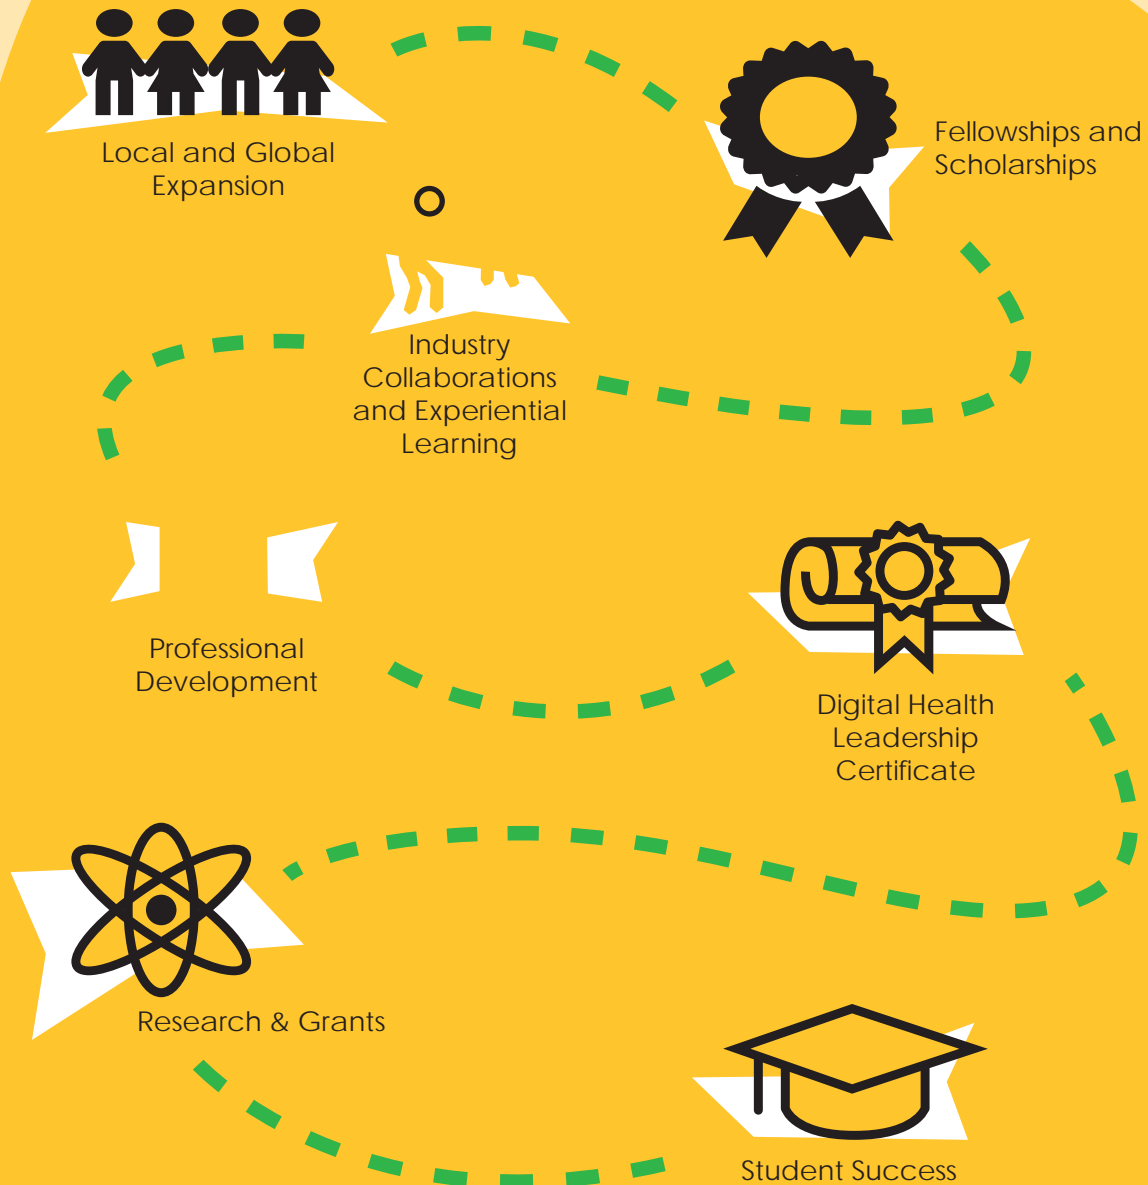 Local and Global
Expansion
Fellowships and
Scholarships
Industry
Collaborations
and Experiential
Learning
Professional
Development
Digital Health
Leadership
Certificate
Research & Grants
Student Success